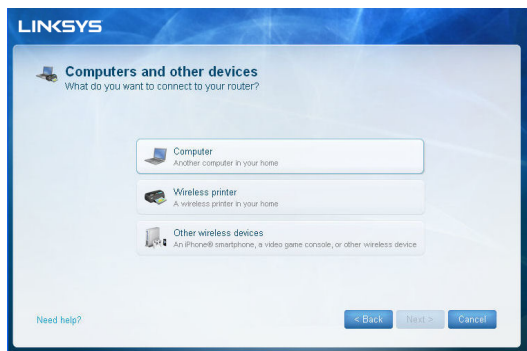 LINKSYS
Computers and other devices
What do you want to connect to your router?
Computer
Another computer in your home
Wireless printer
A wireless printer in your home
Other wireless devices
An iPhone® smartphone, a video game console, or other wireless device
Need help?
< Back
Next >
Cancel